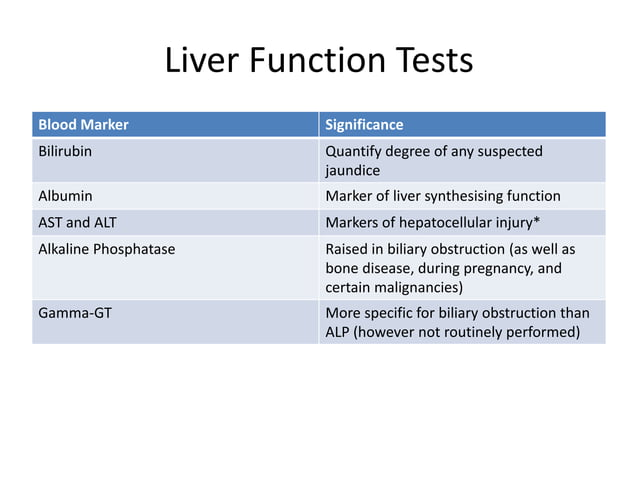 Liver Function Tests
Blood Marker
Significance
Bilirubin
Quantify degree of any suspected
jaundice
Albumin
Marker of liver synthesising function
AST and ALT
Markers of hepatocellular injury*
Alkaline Phosphatase
Raised in biliary obstruction (as well as
bone disease, during pregnancy, and
certain malignancies)
Gamma-GT
More specific for biliary obstruction than
ALP (however not routinely performed)